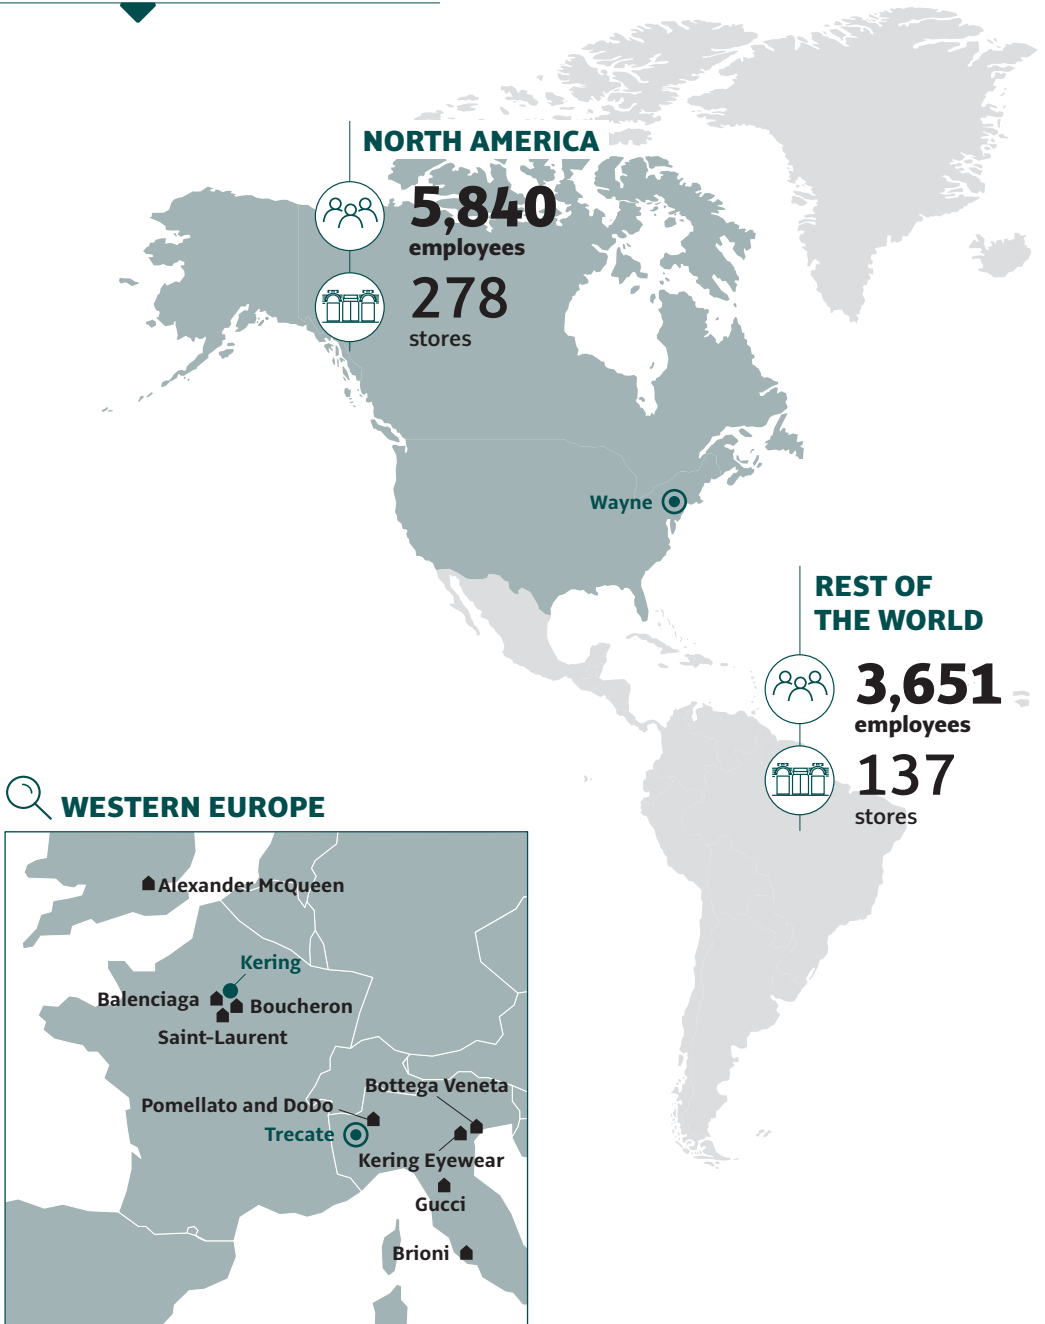 NORTH AMERICA
5,840
employees
278
stores
Wayne
REST OF
THE WORLD
3,651
employees
137
stores
WESTERN EUROPE
Alexander McQueen
Kering
Balenciaga
Boucheron
Saint-Laurent
Bottega Veneta
Pomellato and DoDo
Trecate
Kering Eyewear
Gucci
Brioni